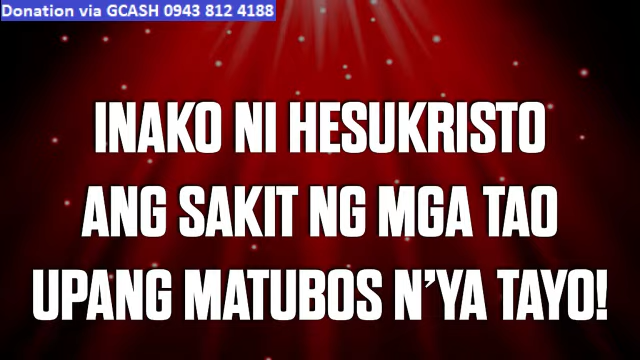 Donation via GCASH 0943 812 4188
INAKO NI HESUKRISTO
ANG SAKIT NG MGA TAO
UPANG MATUBOS N'YA TAYO!